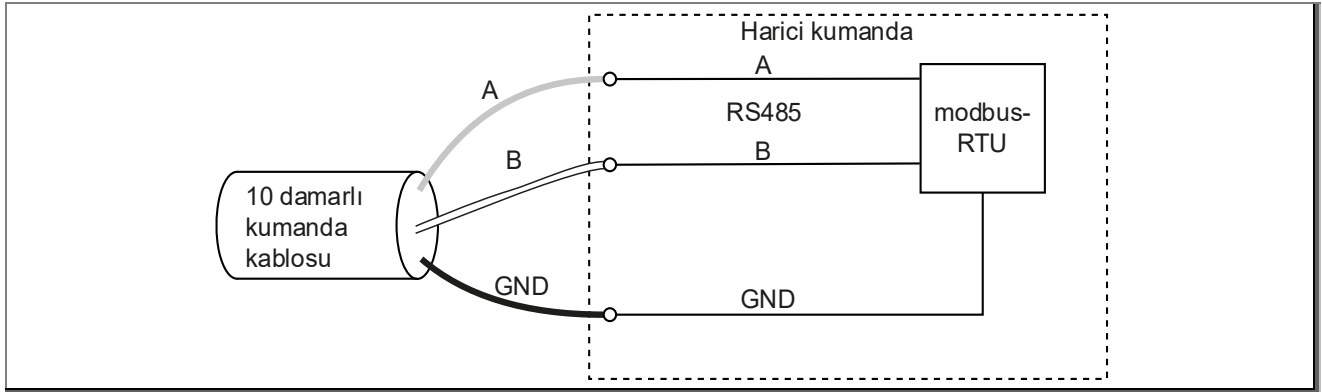 Harici kumanda
A
A
RS485
modbus-
RTU
B
B
10 damarlı
kumanda
kablosu
GND
GND